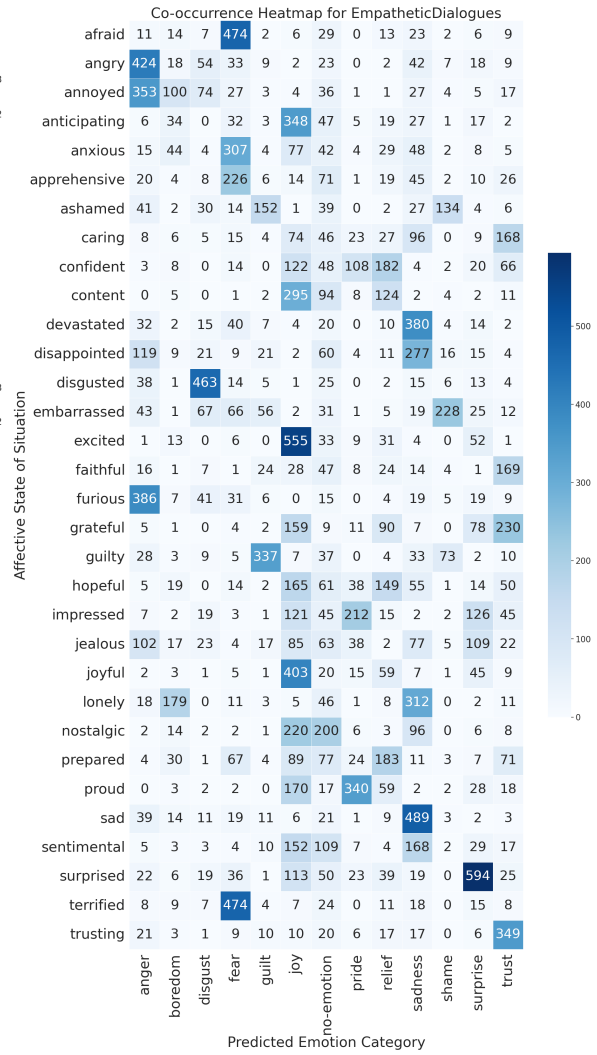 Co-occurrence Heatmap for EmpatheticDialogues
afraid 11 14 7 474 2 6 29 0 13 23 2 6 9
angry 424 18 54 33 9 2 23 0 2 42 7 18 9
annoyed 353 100 74 27 3 4 36 1 1 27 4 5 17
anticipating 6 34 0 32 3 348 47 5 19 27 1 17 2
anxious 15 44 4 307 4 77 42 4 29 48 2 8 5
apprehensive 20 4 8 226 6 14 71 1 19 45 2 10 26
ashamed 41 2 30 14 152 1 39 0 2 27 134 4 6
caring 8 6 5 15 4 74 46 23 27 96 0 9 168
confident 3 8 0 14 0 122 48 108 182 4 2 20 66
content 0 5 0 1 2 295 94 8 124 2 4 2 11
devastated 32 2 15 40 7 4 20 0 10 380 4 14 2
disappointed 119 9 21 9 21 2 60 4 11 277 16 15 4
disgusted 38 1 463 14 5 1 25 0 2 15 6 13 4
embarrassed 43 1 67 66 56 2 31 1 5 19 228 25 12
excited 1 13 0 6 0 555 33 9 31 4 0 52 1
faithful 16 1 7 1 24 28 47 8 24 14 4 1 169
furious 386 7 41 31 6 0 15 0 4 19 5 19 9
grateful 5 1 0 4 2 159 9 11 90 7 0 78 230
guilty 28 3 9 5 337 7 37 0 4 33 73 2 10
hopeful 5 19 0 14 2 165 61 38 149 55 1 14 50
impressed 7 2 19 3 1 121 45 212 15 2 2 126 45
jealous 102 17 23 4 17 85 63 38 2 77 5 109 22
joyful 2 3 1 5 1 403 20 15 59 7 1 45 9
lonely 18 179 0 11 3 5 46 1 8 312 0 2 11
nostalgic 2 14 2 2 1 220 200 6 3 96 0 6 8
prepared 4 30 1 67 4 89 77 24 183 11 3 7 71
proud 0 3 2 2 0 170 17 340 59 2 2 28 18
sad 39 14 11 19 11 6 21 1 9 489 3 2 3
sentimental 5 3 3 4 10 152 109 7 4 168 2 29 17
surprised 22 6 19 36 1 113 50 23 39 19 0 594 25
terrified 8 9 7 474 4 7 24 0 11 18 0 15 8
trusting 21 3 1 9 10 10 20 6 17 17 0 6 349
anger boredom disgust fear guilt joy no-emotion pride relief sadness shame surprise trust
Predicted Emotion Category
Affective State of Situation
500
400
300
200
100
0